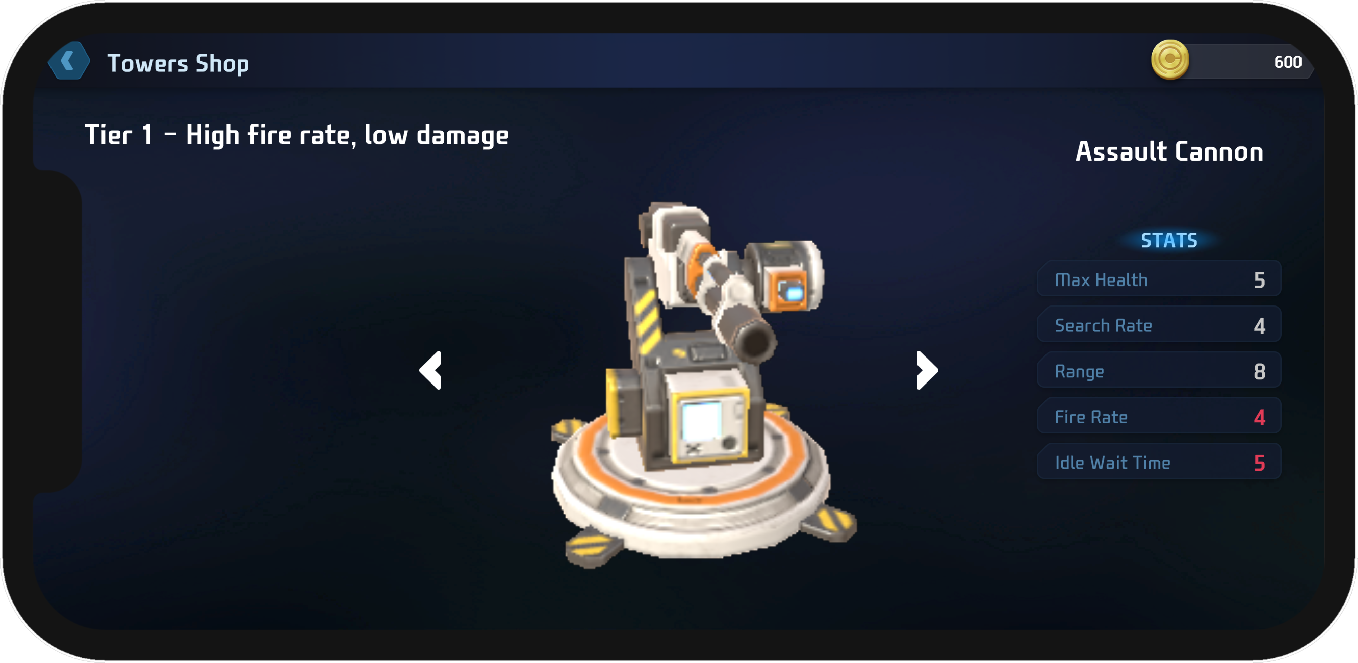 Towers Shop
600
Tier 1 - High fire rate, low damage
Assault Cannon
STATS
Max Health 5
Search Rate 4
Range 8
Fire Rate 4
Idle Wait Time 5